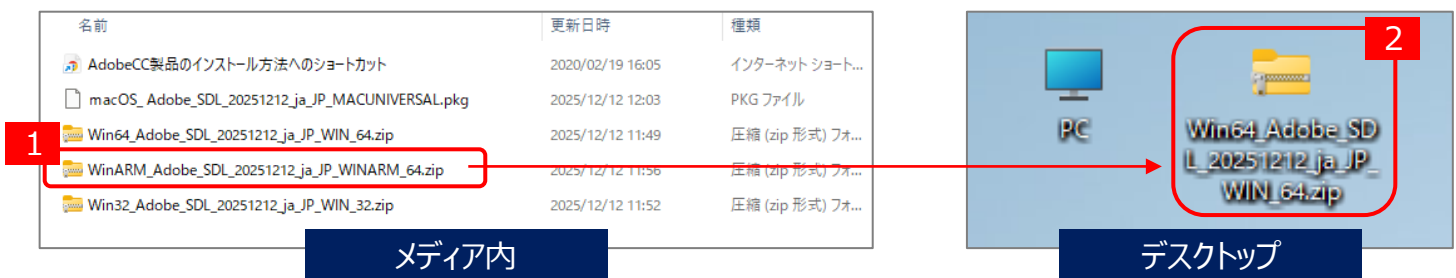 名前 更新日時 種類
AdobeCC製品のインストール方法へのショートカット 2020/02/19 16:05 インターネット ショート...
macOS_ Adobe_SDL_20251212_ja_JP_MACUNIVERSAL.pkg 2025/12/12 12:03 PKG ファイル
Win64_Adobe_SDL_20251212_ja_JP_WIN_64.zip 2025/12/12 11:49 圧縮 (zip 形式) フォ...
1
WinARM_Adobe_SDL_20251212_ja_JP_WINARM_64.zip 2025/12/12 11:56 圧縮 (zip 形式) フォ...
Win32_Adobe_SDL_20251212_ja_JP_WIN_32.zip 2025/12/12 11:52 圧縮 (zip 形式) フォ...
メディア内
2
PC
Win64_Adobe_SD
L_20251212_ja_JP_
WIN_64.zip
デスクトップ